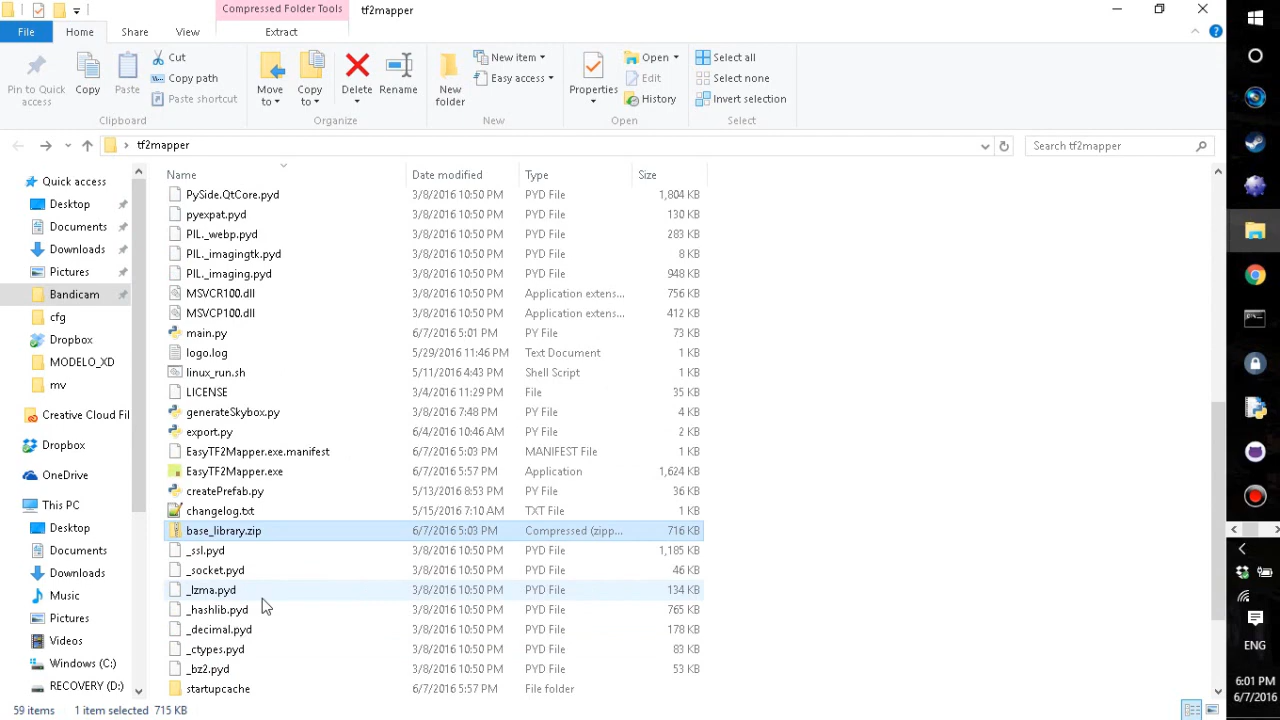 Compressed Folder Tools tf2mapper
File Home Share View Extract
Pin to Quick access
Copy
Paste
Cut
Copy path
Paste shortcut
Clipboard
Move to
Copy to
Delete
Rename
Organize
New folder
New item
Easy access
New
Properties
Open
Edit
History
Open
Select all
Select none
Invert selection
Select
tf2mapper
Search tf2mapper
Quick access
Desktop
Documents
Downloads
Pictures
Bandicam
cfg
Dropbox
MODELO_XD
mv
Creative Cloud Fil
Dropbox
OneDrive
This PC
Desktop
Documents
Downloads
Music
Pictures
Videos
Windows (C:)
RECOVERY (D:)
Name Date modified Type Size
PySide.QtCore.pyd 3/8/2016 10:50 PM PYD File 1,804 KB
pyexpat.pyd 3/8/2016 10:50 PM PYD File 130 KB
PIL._webp.pyd 3/8/2016 10:50 PM PYD File 283 KB
PIL._imagingtk.pyd 3/8/2016 10:50 PM PYD File 8 KB
PIL._imaging.pyd 3/8/2016 10:50 PM PYD File 948 KB
MSVCR100.dll 3/8/2016 10:50 PM Application extens... 756 KB
MSVCP100.dll 3/8/2016 10:50 PM Application extens... 412 KB
main.py 6/7/2016 5:01 PM PY File 73 KB
logo.log 5/29/2016 11:46 PM Text Document 1 KB
linux_run.sh 5/11/2016 4:43 PM Shell Script 1 KB
LICENSE 3/4/2016 11:29 PM File 35 KB
generateSkybox.py 3/8/2016 7:48 PM PY File 4 KB
export.py 6/4/2016 10:46 AM PY File 2 KB
EasyTF2Mapper.exe.manifest 6/7/2016 5:03 PM MANIFEST File 1 KB
EasyTF2Mapper.exe 6/7/2016 5:57 PM Application 1,624 KB
createPrefab.py 5/13/2016 8:53 PM PY File 36 KB
changelog.txt 5/15/2016 7:10 AM TXT File 1 KB
base_library.zip 6/7/2016 5:03 PM Compressed (zipp... 716 KB
_ssl.pyd 3/8/2016 10:50 PM PYD File 1,185 KB
_socket.pyd 3/8/2016 10:50 PM PYD File 46 KB
_lzma.pyd 3/8/2016 10:50 PM PYD File 134 KB
_hashlib.pyd 3/8/2016 10:50 PM PYD File 765 KB
_decimal.pyd 3/8/2016 10:50 PM PYD File 178 KB
_ctypes.pyd 3/8/2016 10:50 PM PYD File 83 KB
_bz2.pyd 3/8/2016 10:50 PM PYD File 53 KB
startupcache 6/7/2016 5:57 PM File folder
59 items 1 item selected 715 KB
ENG
6:01 PM
6/7/2016